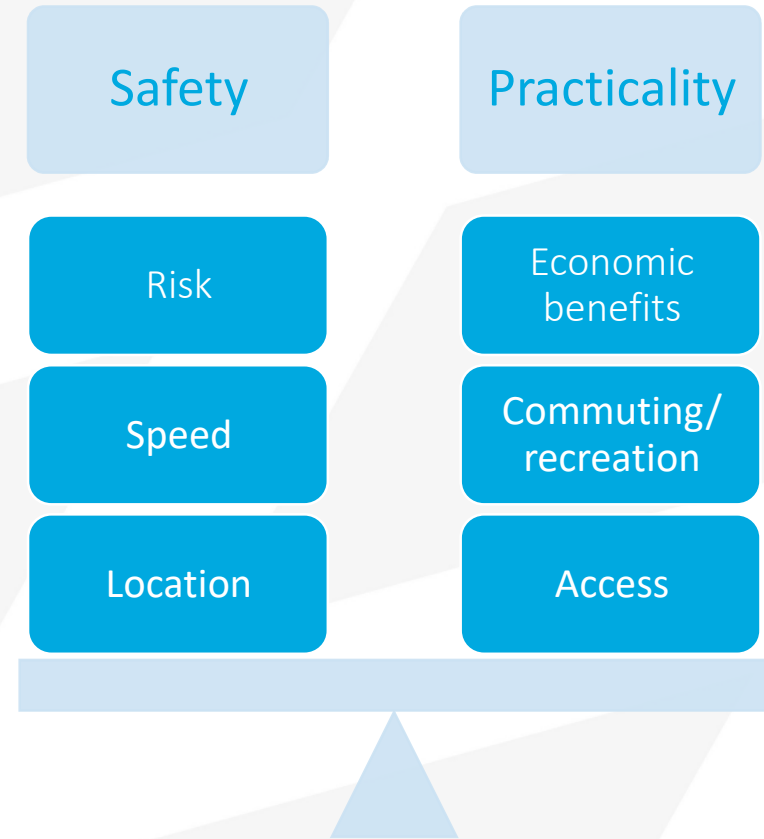 Safety
Risk
Speed
Location
Practicality
Economic
benefits
Commuting/
recreation
Access